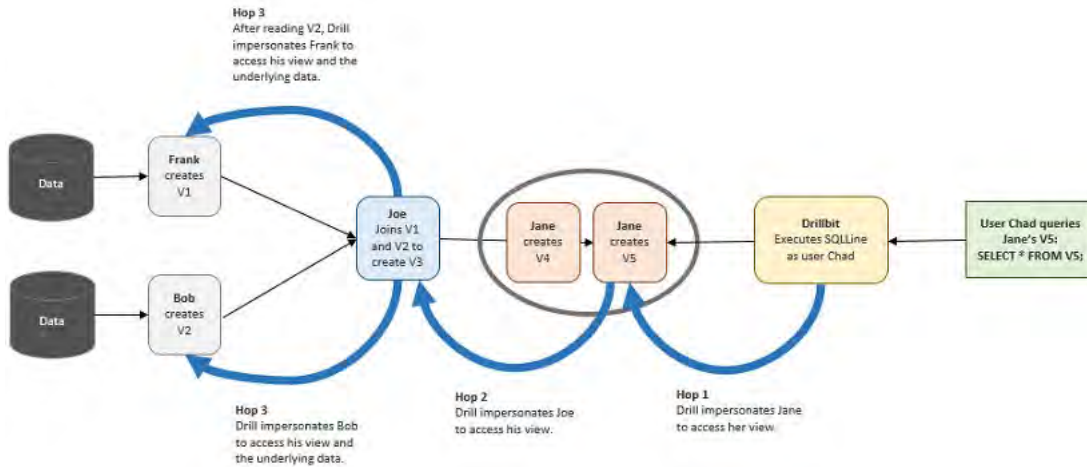 Hop 3
After reading V2, Drill
impersonates Frank to
access his view and the
underlying data.
Data
Frank
creates
V1
Joe
Joins V1
and V2 to
create V3
Jane
creates
V4
Jane
creates
V5
Drillbit
Executes SQLLine
as user Chad
User Chad queries
Jane's V5:
SELECT * FROM V5;
Data
Bob
creates
V2
Hop 3
Drill impersonates Bob
to access his view and
the underlying data.
Hop 2
Drill impersonates Joe
to access his view.
Hop 1
Drill impersonates Jane
to access her view.